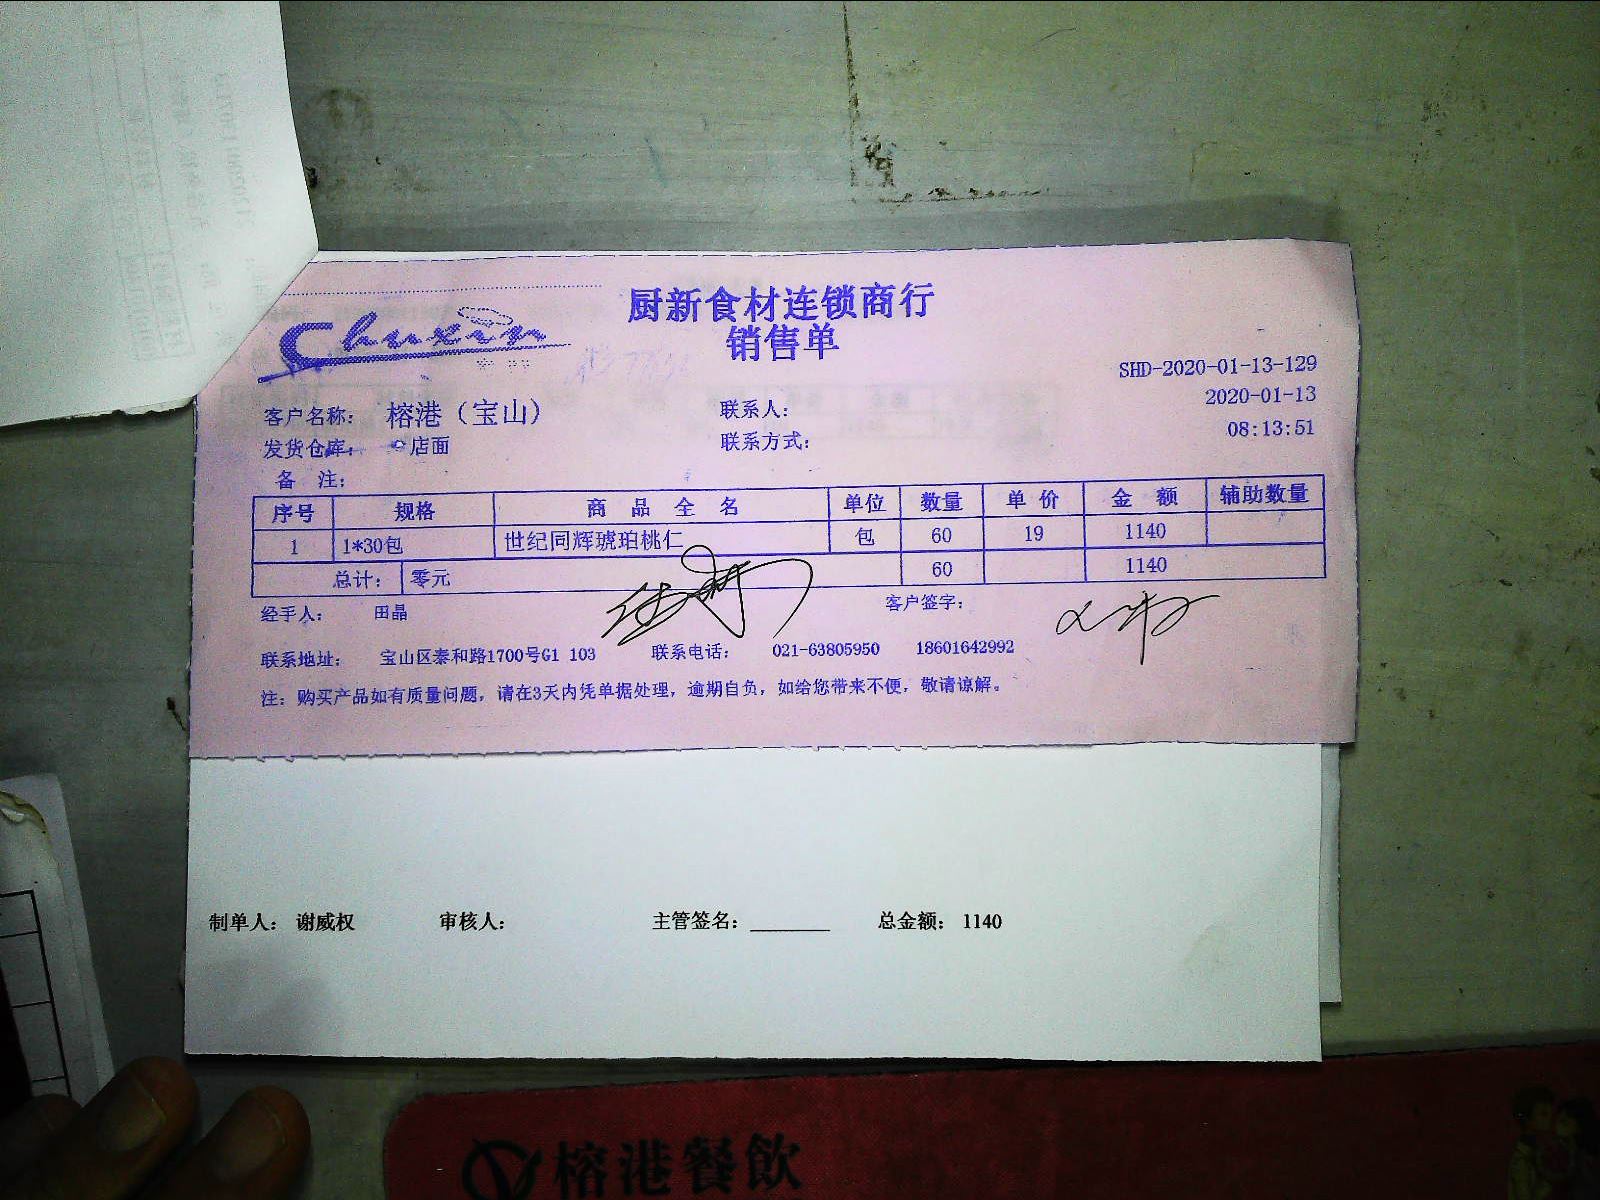 Chuxin
厨新食材连锁商行
销售单
SHD-2020-01-13-129
2020-01-13
08:13:51
客户名称： 榕港（宝山） 联系人：
发货仓库： 店面 联系方式：
备 注：
序号 规格 商 品 全 名 单位 数量 单 价 金 额 辅助数量
1 1*30包 世纪同辉琥珀桃仁 包 60 19 1140
总计： 零元 60 1140
经手人： 田晶 客户签字：
联系地址： 宝山区泰和路1700号G1 103 联系电话： 021-63805950 18601642992
注：购买产品如有质量问题，请在3天内凭单据处理，逾期自负，如给您带来不便，敬请谅解。
制单人： 谢威权 审核人： 主管签名：________ 总金额： 1140
榕港餐飲